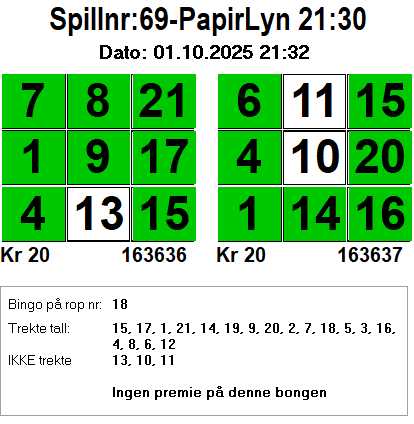 Spillnr:69-PapirLyn 21:30
Dato: 01.10.2025 21:32
7 8 21
1 9 17
4 13 15
Kr 20 163636
6 11 15
4 10 20
1 14 16
Kr 20 163637
Bingo på rop nr: 18
Trekte tall: 15, 17, 1, 21, 14, 19, 9, 20, 2, 7, 18, 5, 3, 16,
4, 8, 6, 12
IKKE trekte 13, 10, 11
Ingen premie på denne bongen